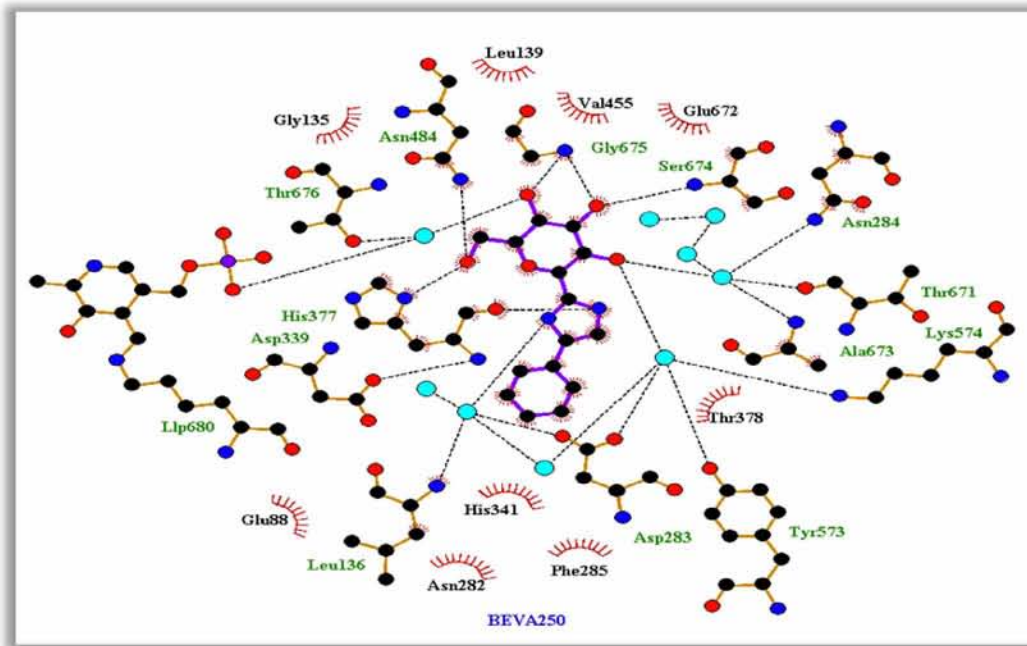 Leu139
Gly135
Asn484
Val455
Glu672
Gly675
Ser674
Thr676
Asn284
His377
Asp339
Thr671
Lys574
Ala673
Llp680
Thr378
Glu88
His341
Leu136
Asn282
Phe285
Asp283
Tyr573
BEVA250